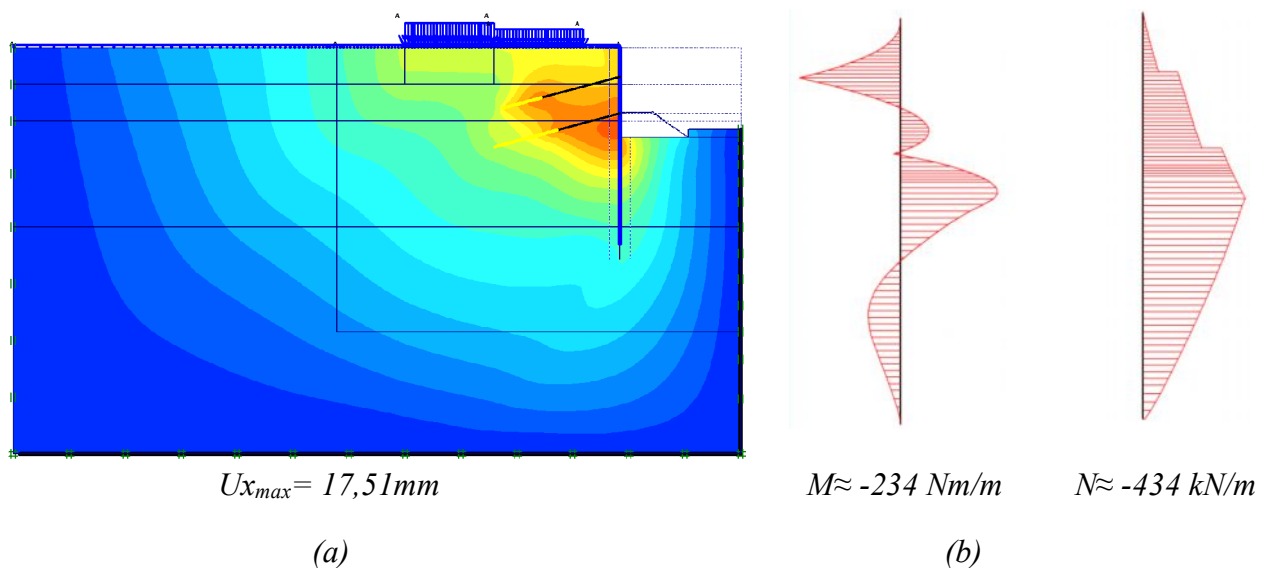 A A A
Ux_max= 17,51mm
M≈ -234 Nm/m
N≈ -434 kN/m
(a)
(b)